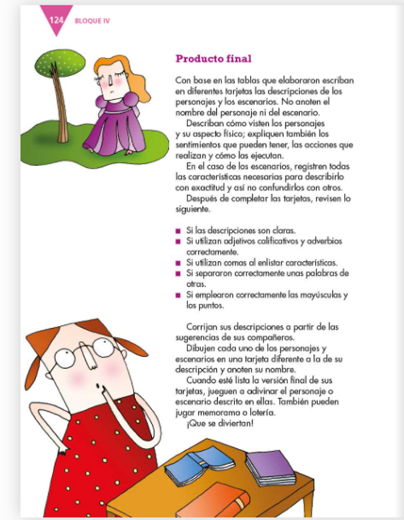 124
BLOQUE IV
Producto final
Con base en las tablas que elaboraron escriban
en diferentes tarjetas las descripciones de los
personajes y los escenarios. No anoten el
nombre del personaje ni del escenario.
Describan cómo visten los personajes
y su aspecto físico; expliquen también los
sentimientos que pueden tener, las acciones que
realizan y cómo las ejecutan.
En el caso de los escenarios, registren todas
las características necesarias para describirlo
con exactitud y así no confundirlos con otros.
Después de completar las tarjetas, revisen lo
siguiente.
Si las descripciones son claras.
Si utilizan adjetivos calificativos y adverbios
correctamente.
Si utilizan comas al enlistar características.
Si separaron correctamente unas palabras de
otras.
Si emplearon correctamente las mayúsculas y
los puntos.
Corrijan sus descripciones a partir de las
sugerencias de sus compañeros.
Dibujen cada uno de los personajes y
escenarios en una tarjeta diferente a la de su
descripción y anoten su nombre.
Cuando esté lista la versión final de sus
tarjetas, jueguen a adivinar el personaje o
escenario descrito en ellas. También pueden
jugar memorama o lotería.
¡Que se diviertan!